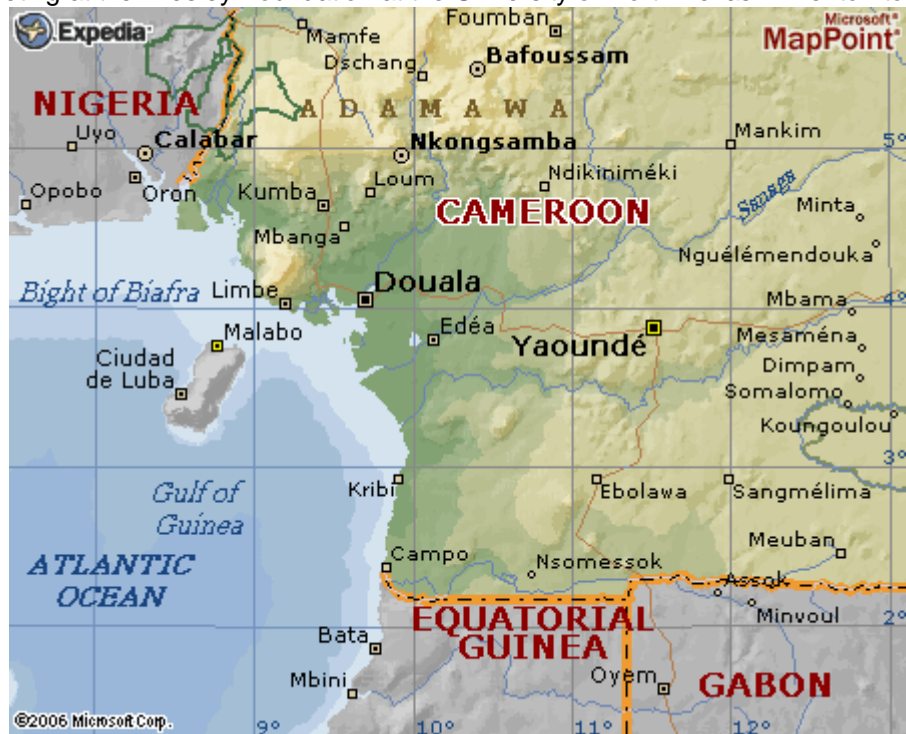 Expedia
Microsoft®
MapPoint®
Foumban
Mamfe
Dschang
Bafoussam
NIGERIA
ADAMAWA
Uyo
Calabar
Nkongsamba
Mankim
5°
Opobo
Oron
Kumba
Loum
Ndikiniméki
Sanaga
Minta
CAMEROON
Mbanga
Nguélémendouka
Bight of Biafra
Limbe
Douala
Mbama
4°
Malabo
Edéa
Yaoundé
Mesaména
Ciudad
de Luba
Dimpam
Somalomo
Koungoulou
3°
Gulf of
Guinea
Kribi
Ebolawa
Sangmélima
ATLANTIC
OCEAN
Campo
Nsomessok
Meuban
Assok
EQUATORIAL
GUINEA
Minvoul
2°
Bata
Mbini
Oyem
GABON
©2006 Microsoft Corp.
9°
10°
11°
12°